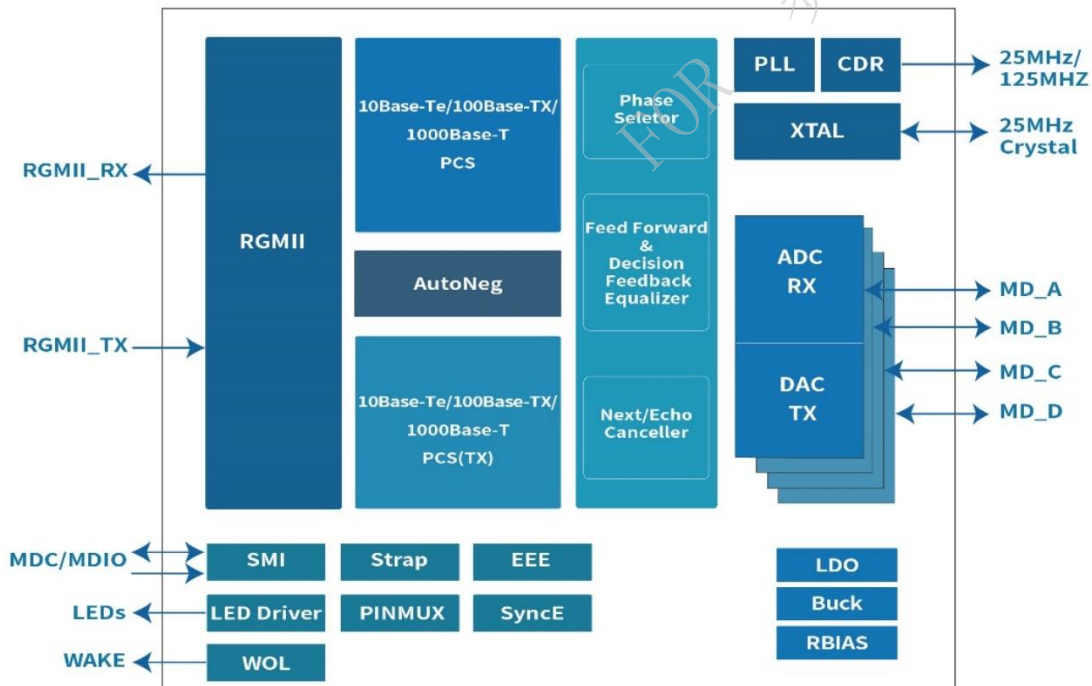 RGMII_RX
RGMII_TX
RGMII
10Base-Te/100Base-TX/
1000Base-T
PCS
AutoNeg
10Base-Te/100Base-TX/
1000Base-T
PCS(TX)
Phase
Seletor
Feed Forward
&
Decision
Feedback
Equalizer
Next/Echo
Canceller
PLL
CDR
25MHz/
125MHZ
XTAL
25MHz
Crystal
ADC
RX
DAC
TX
MD_A
MD_B
MD_C
MD_D
MDC/MDIO
SMI
Strap
EEE
LEDs
LED Driver
PINMUX
SyncE
WAKE
WOL
LDO
Buck
RBIAS
FOR